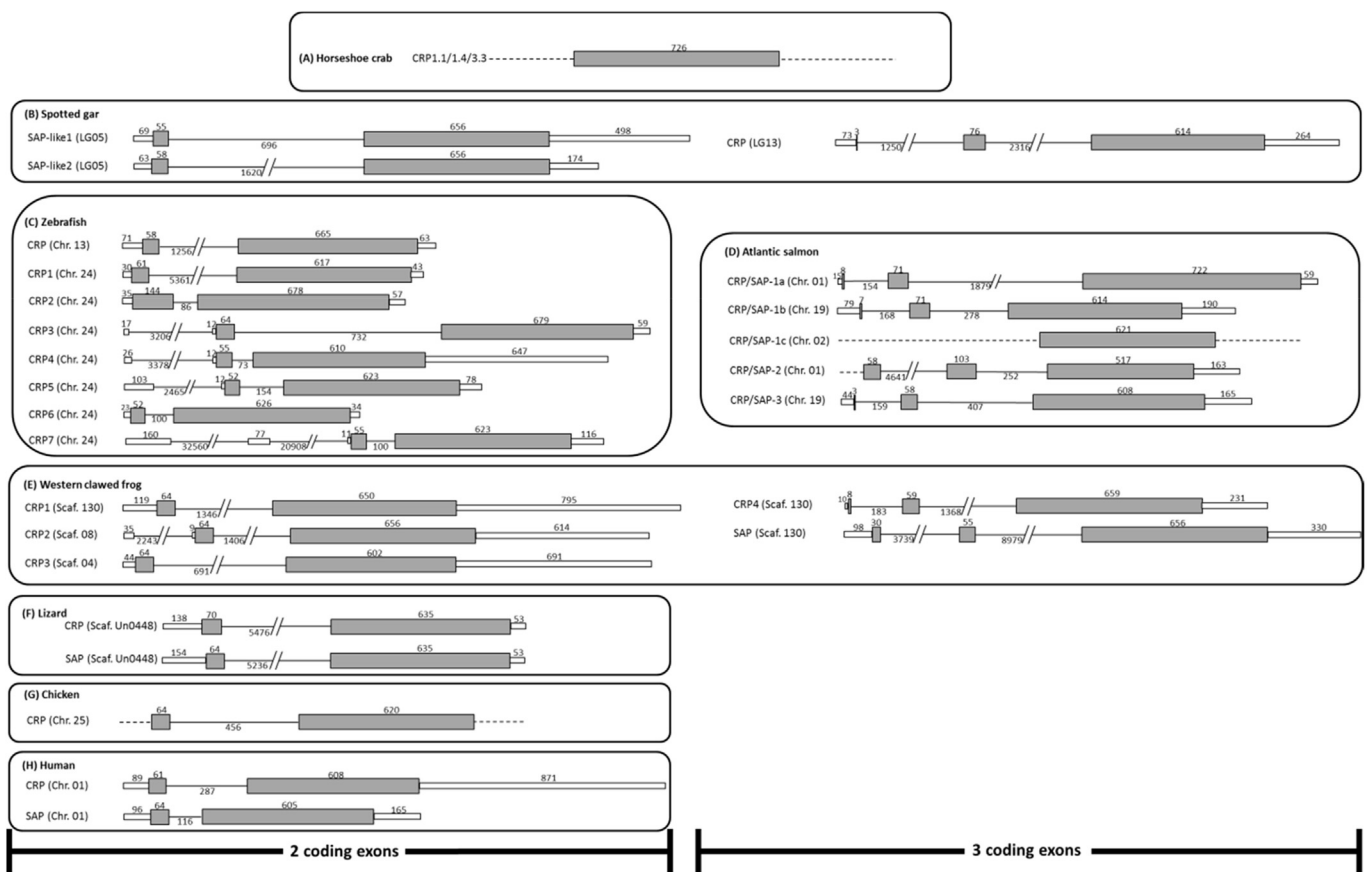 726
(A) Horseshoe crab CRP1.1/1.4/3.3
(B) Spotted gar
69 55 656 498
SAP-like1 (LG05)
696
63 58 656 174
SAP-like2 (LG05)
1620
73 3 76 614 264
CRP (LG13)
1250 2316
(C) Zebrafish
71 58 665 63
CRP (Chr. 13)
1256
30 61 617 43
CRP1 (Chr. 24)
5361
35 144 678 57
CRP2 (Chr. 24)
86
17 12 64 679 59
CRP3 (Chr. 24)
3206 732
26 12 55 610 647
CRP4 (Chr. 24)
3378 73
103 12 52 623 78
CRP5 (Chr. 24)
2465 154
23 52 626 34
CRP6 (Chr. 24)
100
160 77 11 55 623 116
CRP7 (Chr. 24)
32560 20908 100
(D) Atlantic salmon
15 8 71 722 59
CRP/SAP-1a (Chr. 01)
154 1879
79 7 71 614 190
CRP/SAP-1b (Chr. 19)
168 278
621
CRP/SAP-1c (Chr. 02)
58 103 517 163
CRP/SAP-2 (Chr. 01)
4641 252
44 3 58 608 165
CRP/SAP-3 (Chr. 19)
159 407
(E) Western clawed frog
119 64 650 795
CRP1 (Scaf. 130)
1346
35 9 64 656 614
CRP2 (Scaf. 08)
2243 1406
44 64 602 691
CRP3 (Scaf. 04)
691
10 8 59 659 231
CRP4 (Scaf. 130)
183 1368
98 30 55 656 330
SAP (Scaf. 130)
3739 8979
(F) Lizard
138 70 635 53
CRP (Scaf. Un0448)
5476
154 64 635 53
SAP (Scaf. Un0448)
5236
(G) Chicken
64 620
CRP (Chr. 25)
456
(H) Human
89 61 608 871
CRP (Chr. 01)
287
96 64 605 165
SAP (Chr. 01)
116
2 coding exons
3 coding exons